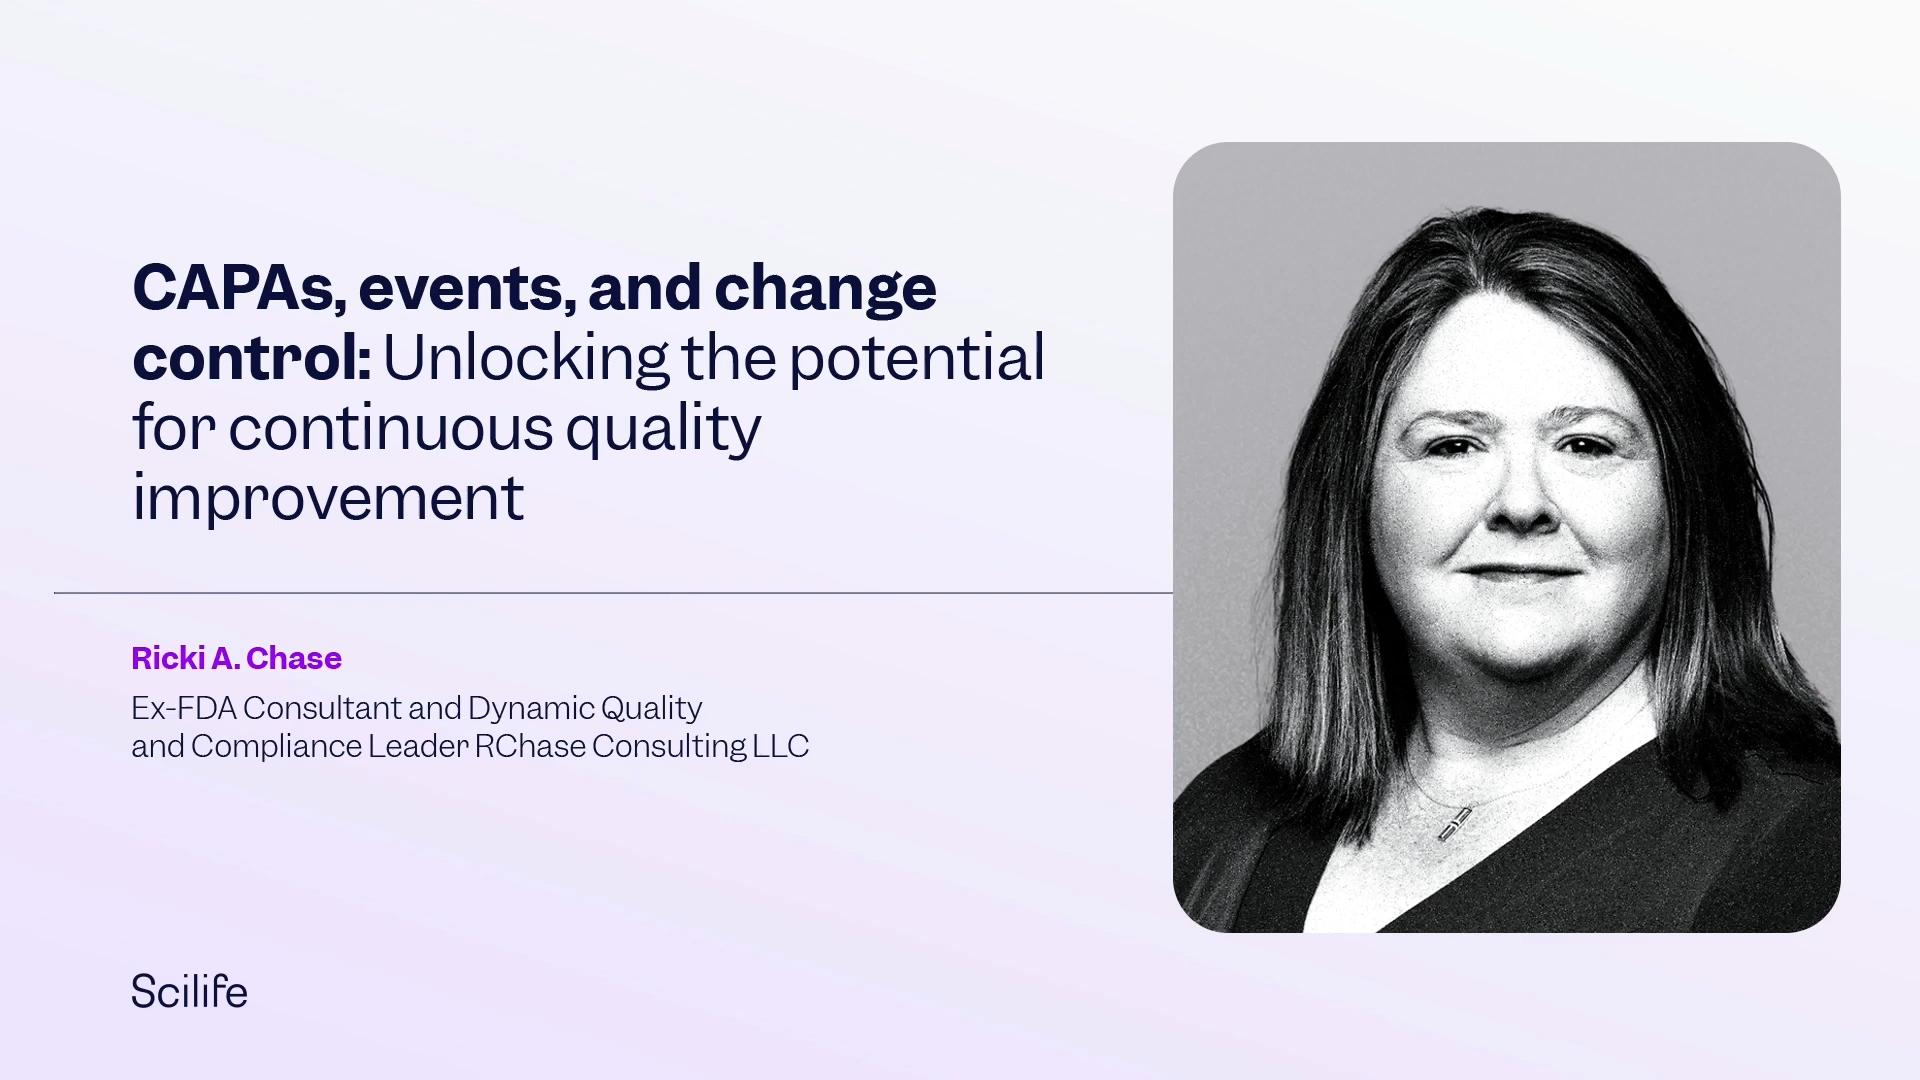 CAPAs, events, and change
control: Unlocking the potential
for continuous quality
improvement
Ricki A. Chase
Ex-FDA Consultant and Dynamic Quality
and Compliance Leader RChase Consulting LLC
Scilife